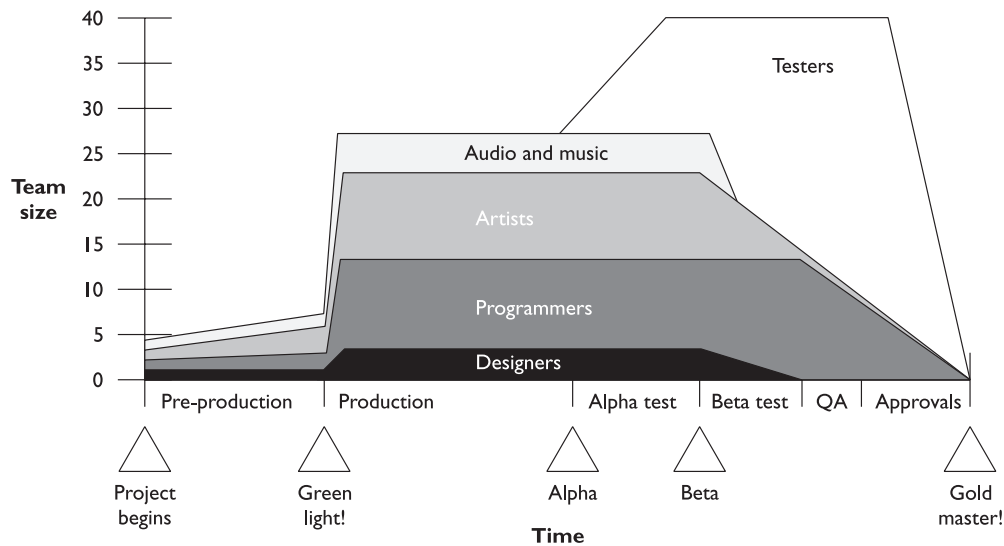 40
35
30
25
20
15
10
5
0
Team
size
Testers
Audio and music
Artists
Programmers
Designers
Pre-production
Production
Alpha test
Beta test
QA
Approvals
Project
begins
Green
light!
Alpha
Beta
Gold
master!
Time